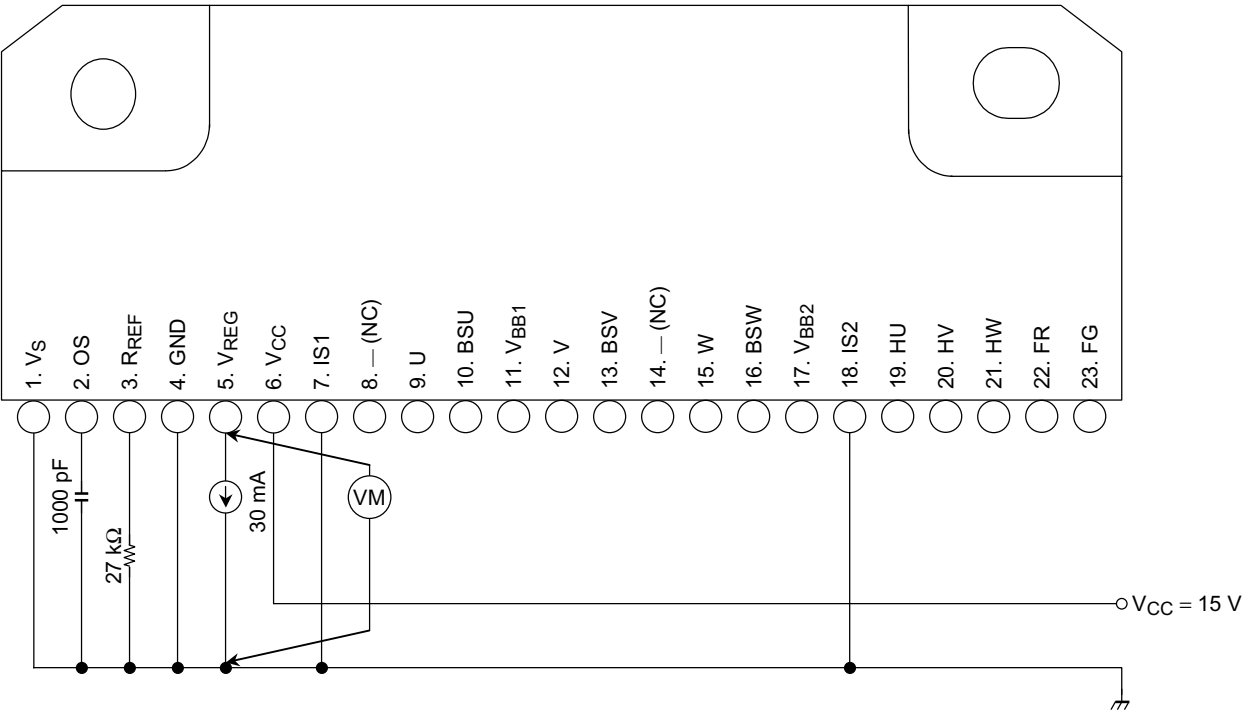 1. VS
2. OS
3. RREF
4. GND
5. VREG
6. VCC
7. IS1
8. — (NC)
9. U
10. BSU
11. VBB1
12. V
13. BSV
14. — (NC)
15. W
16. BSW
17. VBB2
18. IS2
19. HU
20. HV
21. HW
22. FR
23. FG
1000 pF
27 kΩ
30 mA
VM
VCC = 15 V